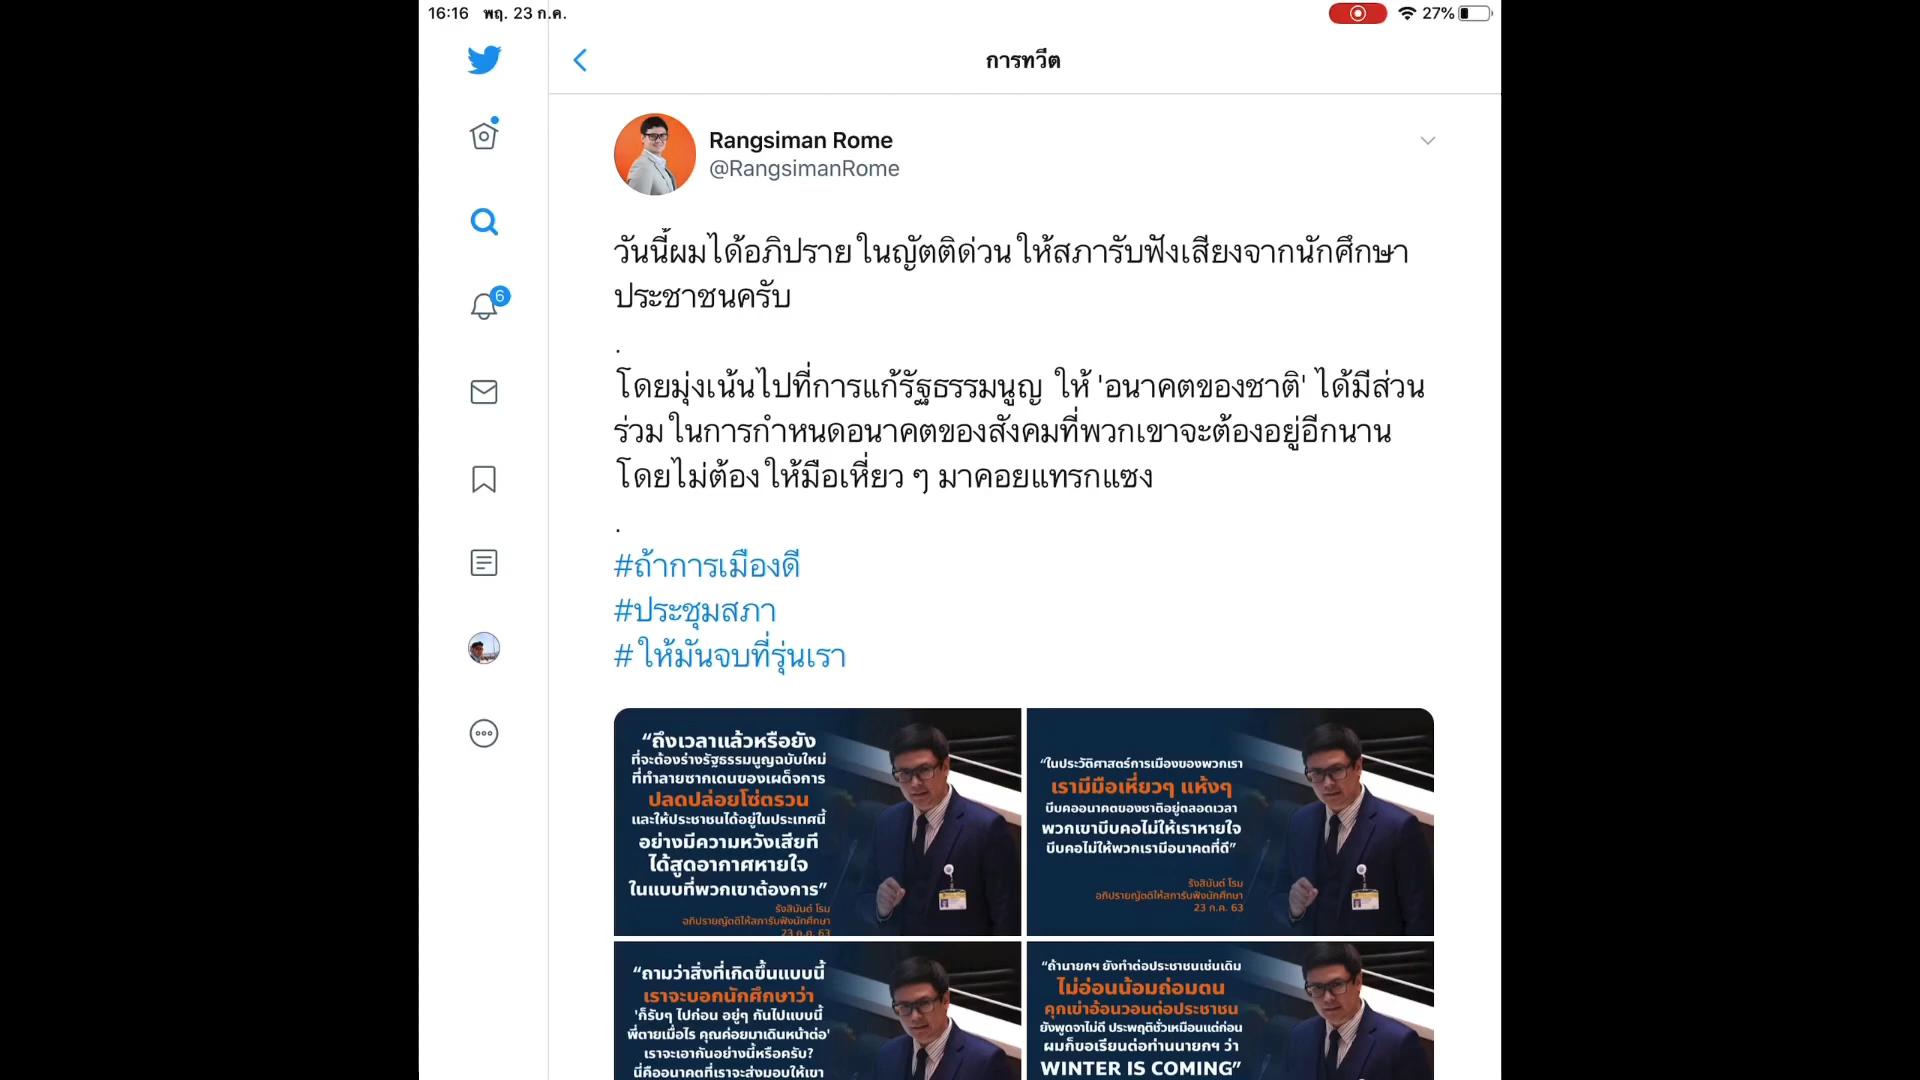 16:16 พฤ. 23 ก.ค.
27%
การทวีต
Rangsiman Rome
@RangsimanRome
6
วันนี้ผมได้อภิปราย ในญัตติด่วน ให้สภารับฟังเสียงจากนักศึกษา
ประชาชนครับ
.
โดยมุ่งเน้นไปที่การแก้รัฐธรรมนูญ ให้ 'อนาคตของชาติ' ได้มีส่วน
ร่วม ในการกำหนดอนาคตของสังคมที่พวกเขาจะต้องอยู่อีกนาน
โดยไม่ต้อง ให้มือเหี่ยว ๆ มาคอยแทรกแซง
.
#ถ้าการเมืองดี
#ประชุมสภา
#ให้มันจบที่รุ่นเรา
“ถึงเวลาแล้วหรือยัง
ที่จะต้องร่างรัฐธรรมนูญฉบับใหม่
ที่ทำลายซากเดนของเผด็จการ
ปลดปล่อยโซ่ตรวน
และให้ประชาชนได้อยู่ในประเทศนี้
อย่างมีความหวังเสียที
ได้สูดอากาศหายใจ
ในแบบที่พวกเขาต้องการ”
รังสิมันต์ โรม
อภิปรายญัตติให้สภารับฟังนักศึกษา
23 ก.ค. 63
“ในประวัติศาสตร์การเมืองของพวกเรา
เรามีมือเหี่ยวๆ แห้งๆ
บีบคออนาคตของชาติอยู่ตลอดเวลา
พวกเขาบีบคอไม่ให้เราหายใจ
บีบคอไม่ให้พวกเรามีอนาคตที่ดี”
รังสิมันต์ โรม
อภิปรายญัตติให้สภารับฟังนักศึกษา
23 ก.ค. 63
“ถามว่าสิ่งที่เกิดขึ้นแบบนี้
เราจะบอกนักศึกษาว่า
'ก็รับๆ ไปก่อน อยู่ๆ กันไปแบบนี้
พี่ตายเมื่อไร คุณค่อยมาเดินหน้าต่อ'
เราจะเอากันอย่างนี้หรือครับ?
นี่คืออนาคตที่เราจะส่งมอบให้เขา
“ถ้านายกฯ ยังทำต่อประชาชนเช่นเดิม
ไม่อ่อนน้อมถ่อมตน
คุกเข่าอ้อนวอนต่อประชาชน
ยังพูดจาไม่ดี ประพฤติชั่วเหมือนแต่ก่อน
ผมก็ขอเรียนต่อท่านนายกฯ ว่า
WINTER IS COMING”